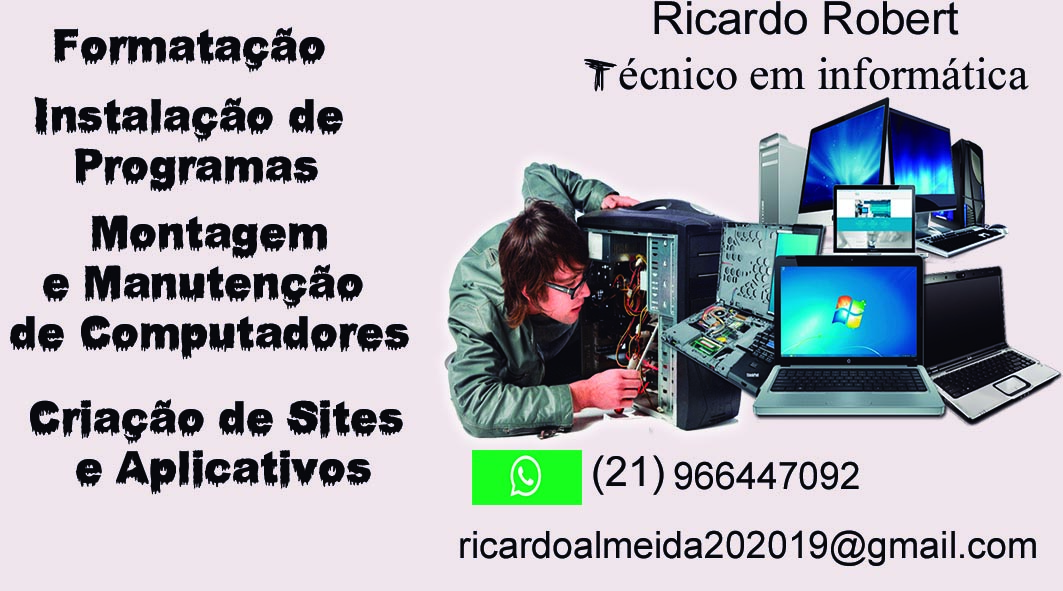 Formatação
Instalação de
Programas
Montagem
e Manutenção
de Computadores
Criação de Sites
e Aplicativos
Ricardo Robert
Técnico em informática
(21) 966447092
ricardoalmeida202019@gmail.com